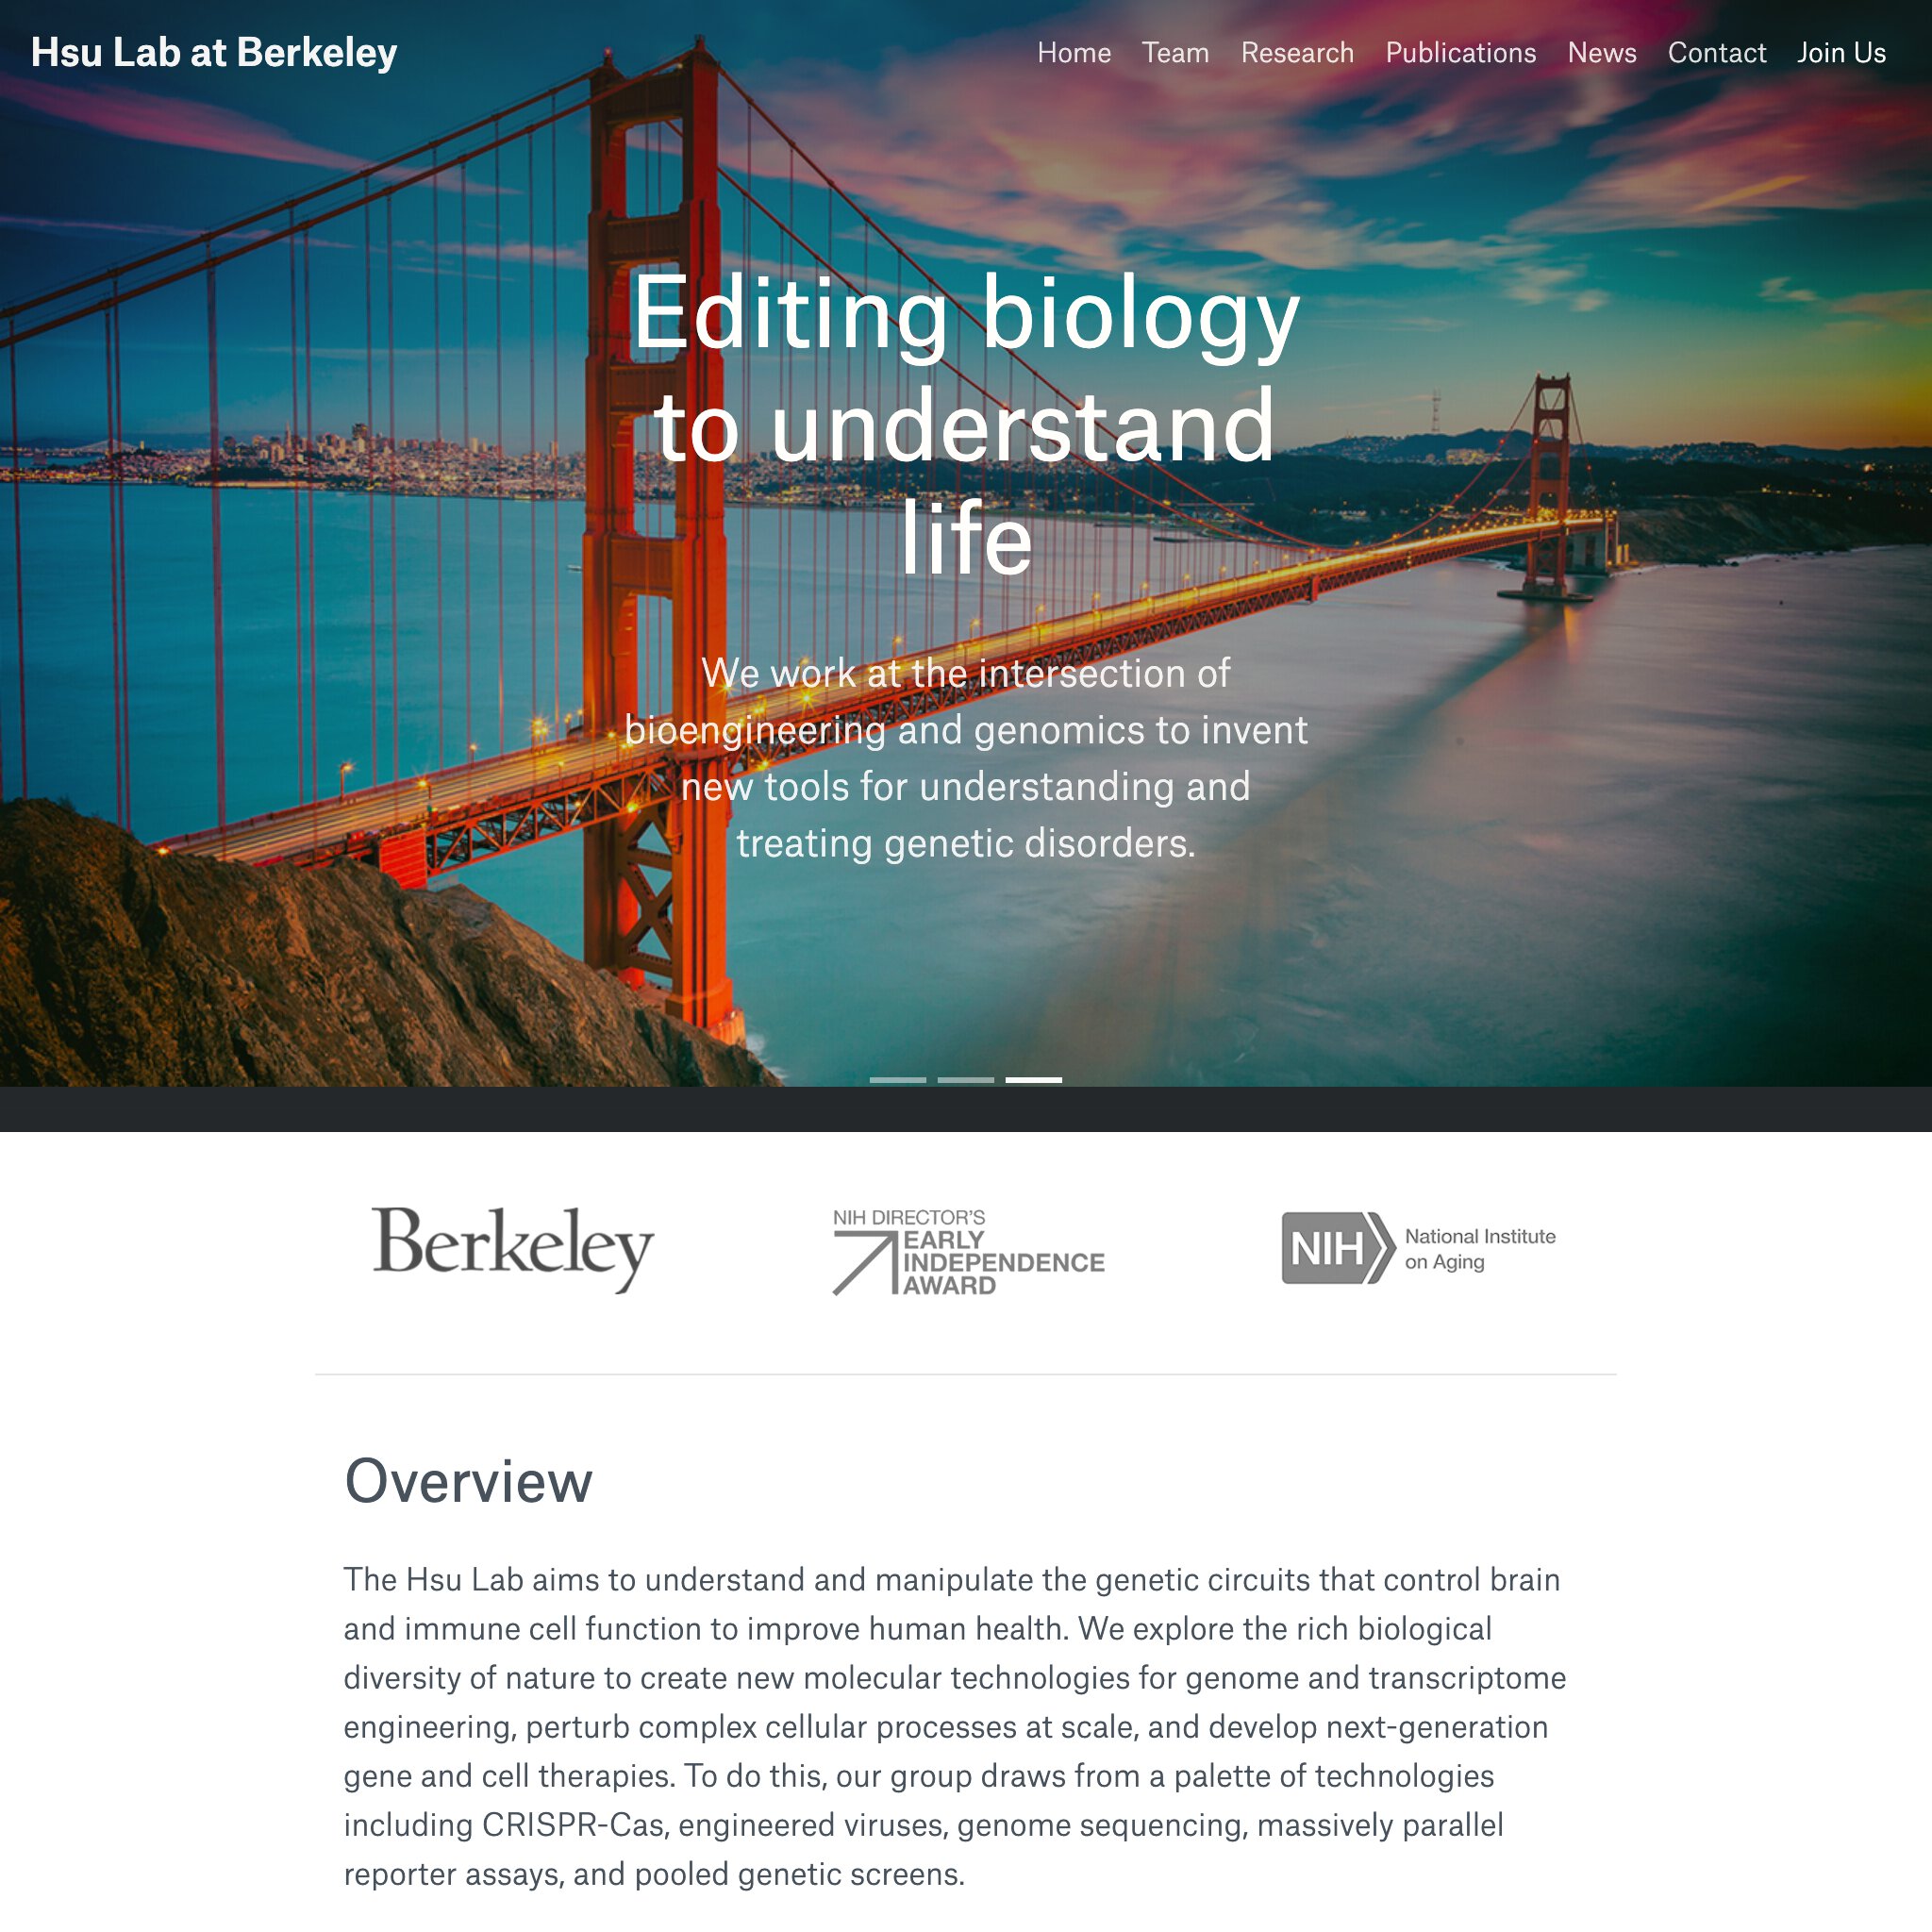 Hsu Lab at Berkeley
Home Team Research Publications News Contact Join Us
Editing biology
to understand
life
We work at the intersection of
bioengineering and genomics to invent
new tools for understanding and
treating genetic disorders.
Berkeley
NIH DIRECTOR'S
EARLY
INDEPENDENCE
AWARD
NIH
National Institute
on Aging
Overview
The Hsu Lab aims to understand and manipulate the genetic circuits that control brain
and immune cell function to improve human health. We explore the rich biological
diversity of nature to create new molecular technologies for genome and transcriptome
engineering, perturb complex cellular processes at scale, and develop next-generation
gene and cell therapies. To do this, our group draws from a palette of technologies
including CRISPR-Cas, engineered viruses, genome sequencing, massively parallel
reporter assays, and pooled genetic screens.